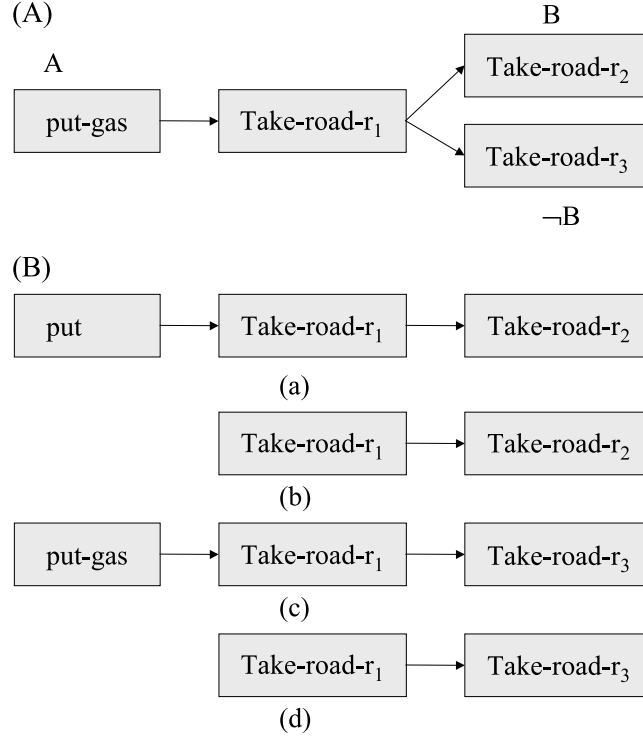 (A)
B
A
Take-road-r₂
put-gas
Take-road-r₁
Take-road-r₃
¬B
(B)
put
Take-road-r₁
Take-road-r₂
(a)
Take-road-r₁
Take-road-r₂
(b)
put-gas
Take-road-r₁
Take-road-r₃
(c)
Take-road-r₁
Take-road-r₃
(d)